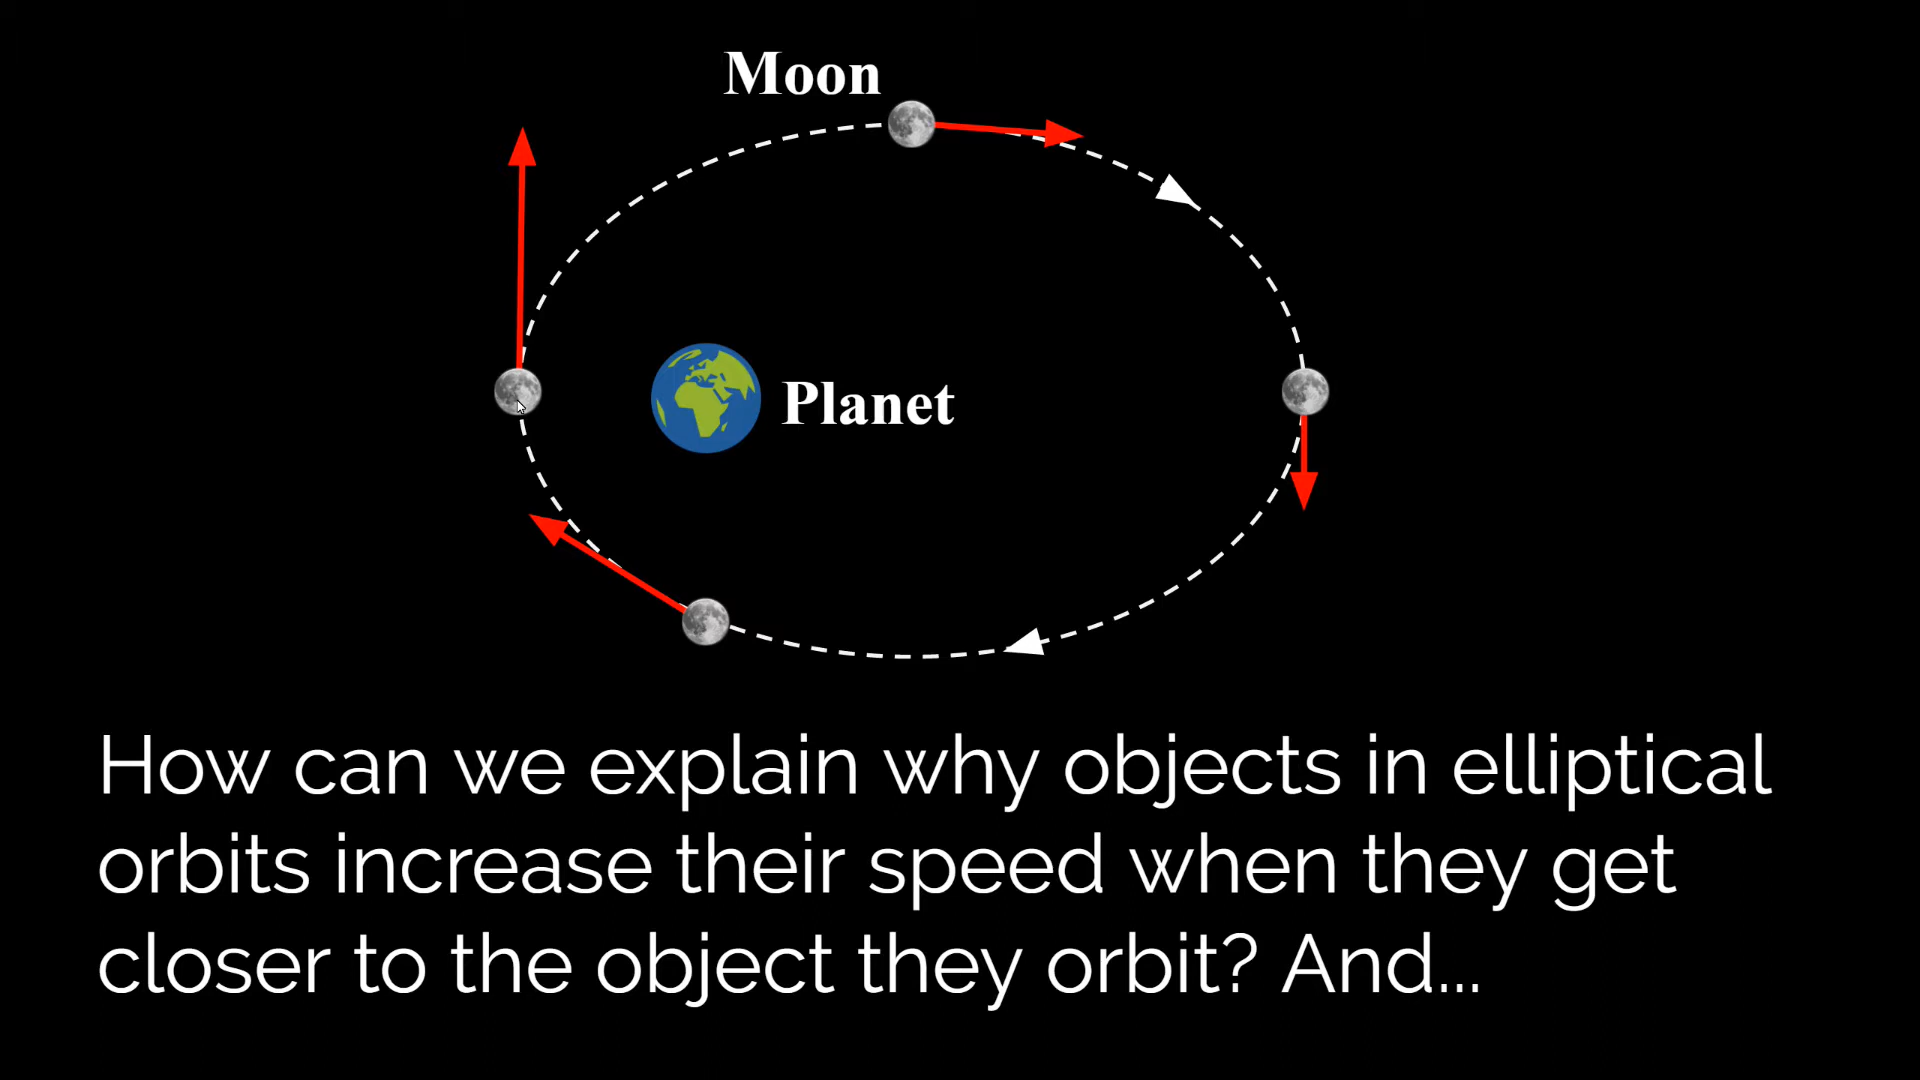 Moon
Planet
How can we explain why objects in elliptical
orbits increase their speed when they get
closer to the object they orbit? And...